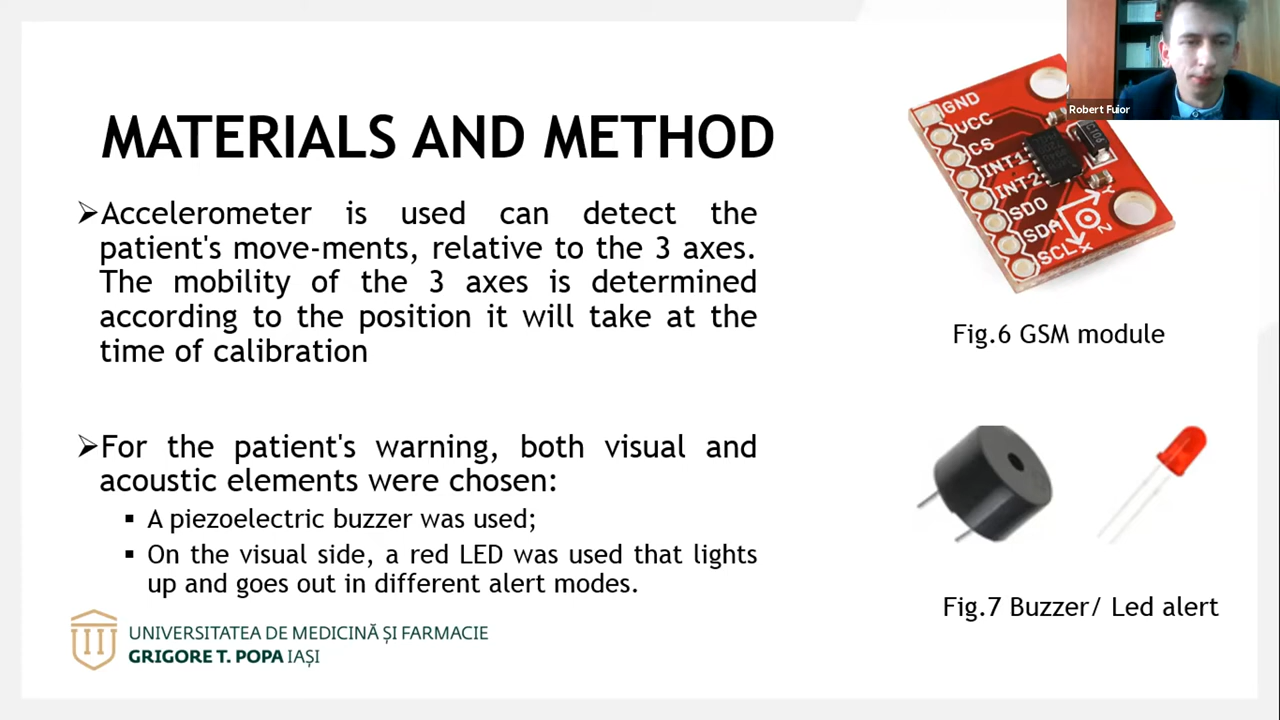 Robert Fuior
MATERIALS AND METHOD
➢Accelerometer is used can detect the
patient's move-ments, relative to the 3 axes.
The mobility of the 3 axes is determined
according to the position it will take at the
time of calibration
➢For the patient's warning, both visual and
acoustic elements were chosen:
▪ A piezoelectric buzzer was used;
▪ On the visual side, a red LED was used that lights
up and goes out in different alert modes.
GND
VCC
CS
INT1
INT2
SDO
SDA
SCL
X
Y
Z
Fig.6 GSM module
Fig.7 Buzzer/ Led alert
UNIVERSITATEA DE MEDICINĂ ȘI FARMACIE
GRIGORE T. POPA IAȘI